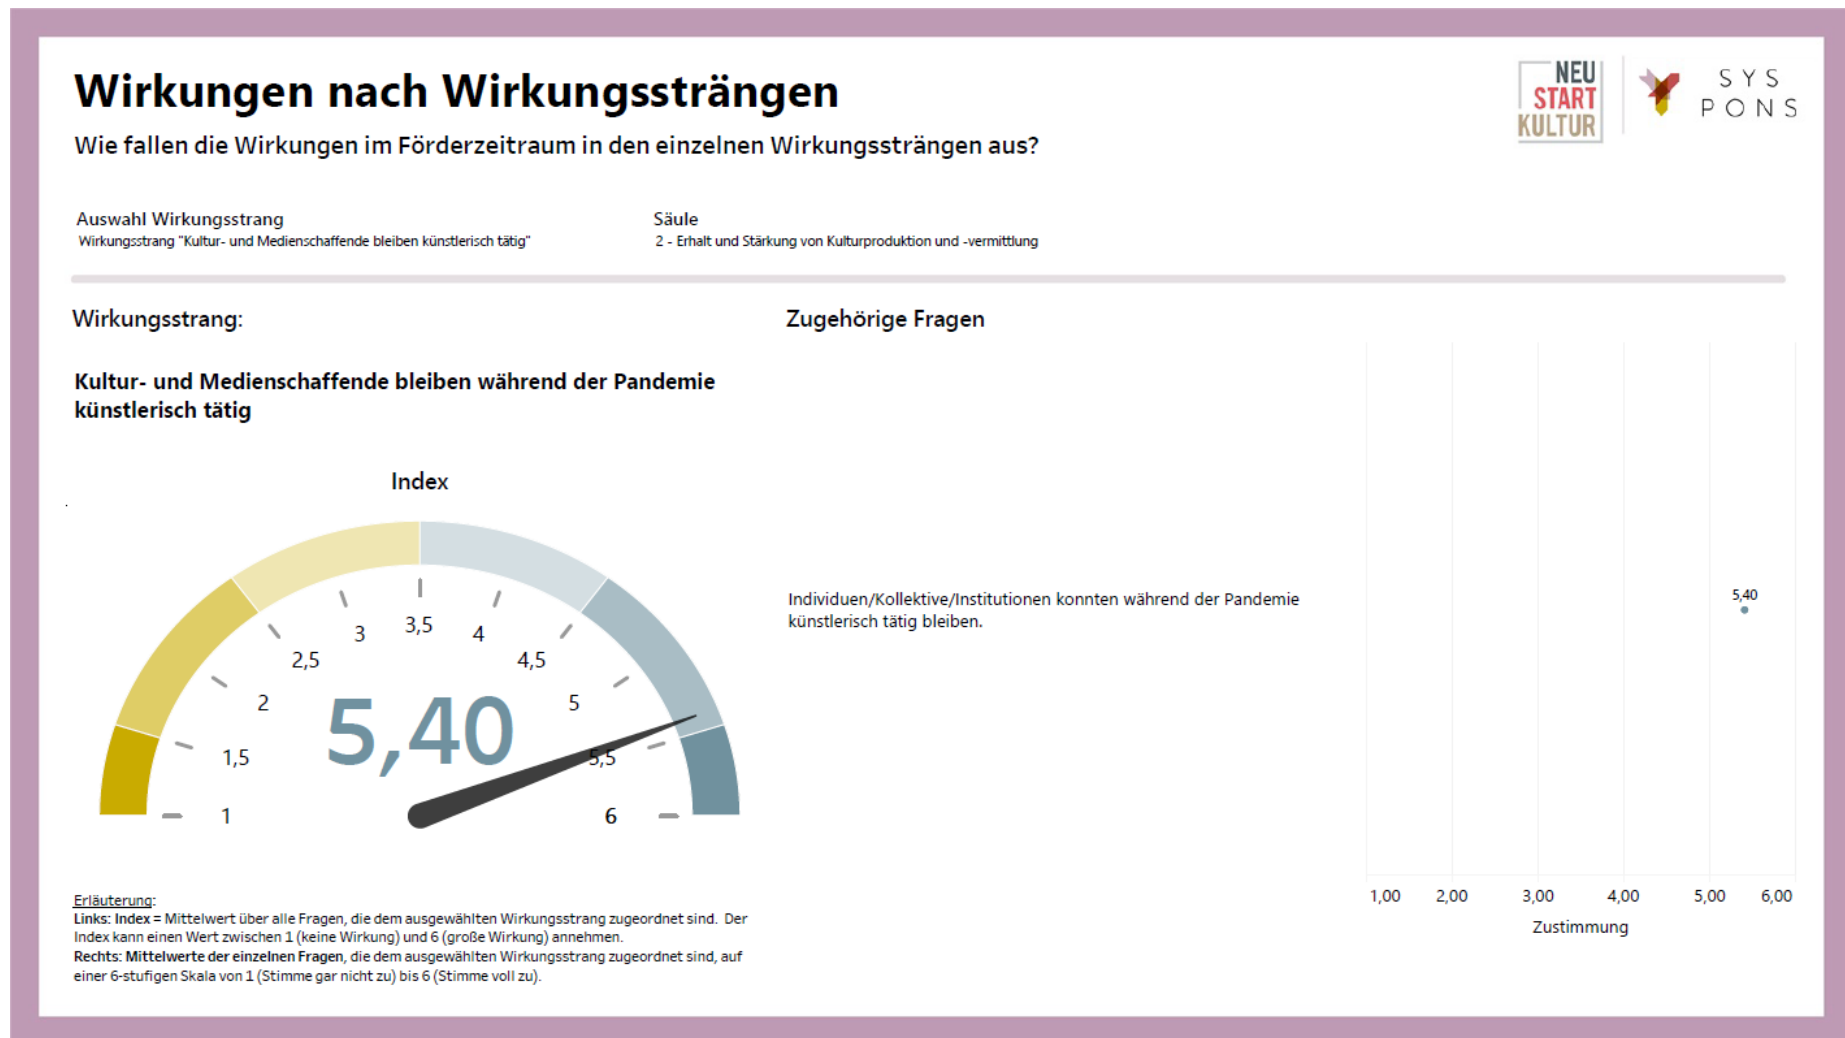 Wirkungen nach Wirkungssträngen
Wie fallen die Wirkungen im Förderzeitraum in den einzelnen Wirkungssträngen aus?
NEU
START
KULTUR
SYS
PONS
Auswahl Wirkungsstrang
Wirkungsstrang "Kultur- und Medienschaffende bleiben künstlerisch tätig"
Säule
2 - Erhalt und Stärkung von Kulturproduktion und -vermittlung
Wirkungsstrang:
Kultur- und Medienschaffende bleiben während der Pandemie
künstlerisch tätig
Index
1
1,5
2
2,5
3
3,5
4
4,5
5
5,5
6
5,40
Erläuterung:
Links: Index = Mittelwert über alle Fragen, die dem ausgewählten Wirkungsstrang zugeordnet sind. Der
Index kann einen Wert zwischen 1 (keine Wirkung) und 6 (große Wirkung) annehmen.
Rechts: Mittelwerte der einzelnen Fragen, die dem ausgewählten Wirkungsstrang zugeordnet sind, auf
einer 6-stufigen Skala von 1 (Stimme gar nicht zu) bis 6 (Stimme voll zu).
Zugehörige Fragen
Individuen/Kollektive/Institutionen konnten während der Pandemie
künstlerisch tätig bleiben.
5,40
1,00 2,00 3,00 4,00 5,00 6,00
Zustimmung